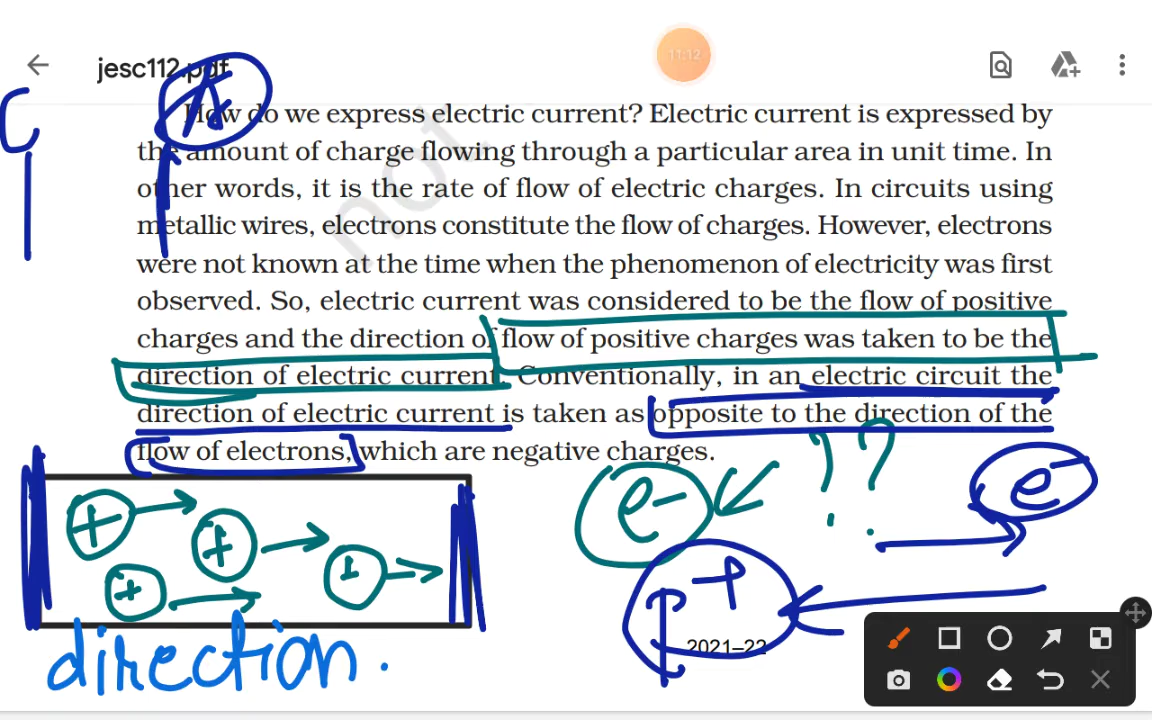 11:12
jesc112.pdf
How do we express electric current? Electric current is expressed by
the amount of charge flowing through a particular area in unit time. In
other words, it is the rate of flow of electric charges. In circuits using
metallic wires, electrons constitute the flow of charges. However, electrons
were not known at the time when the phenomenon of electricity was first
observed. So, electric current was considered to be the flow of positive
charges and the direction of flow of positive charges was taken to be the
direction of electric current. Conventionally, in an electric circuit the
direction of electric current is taken as opposite to the direction of the
flow of electrons, which are negative charges.
not
e- ??
e-
+ + + +
2021–22
direction.